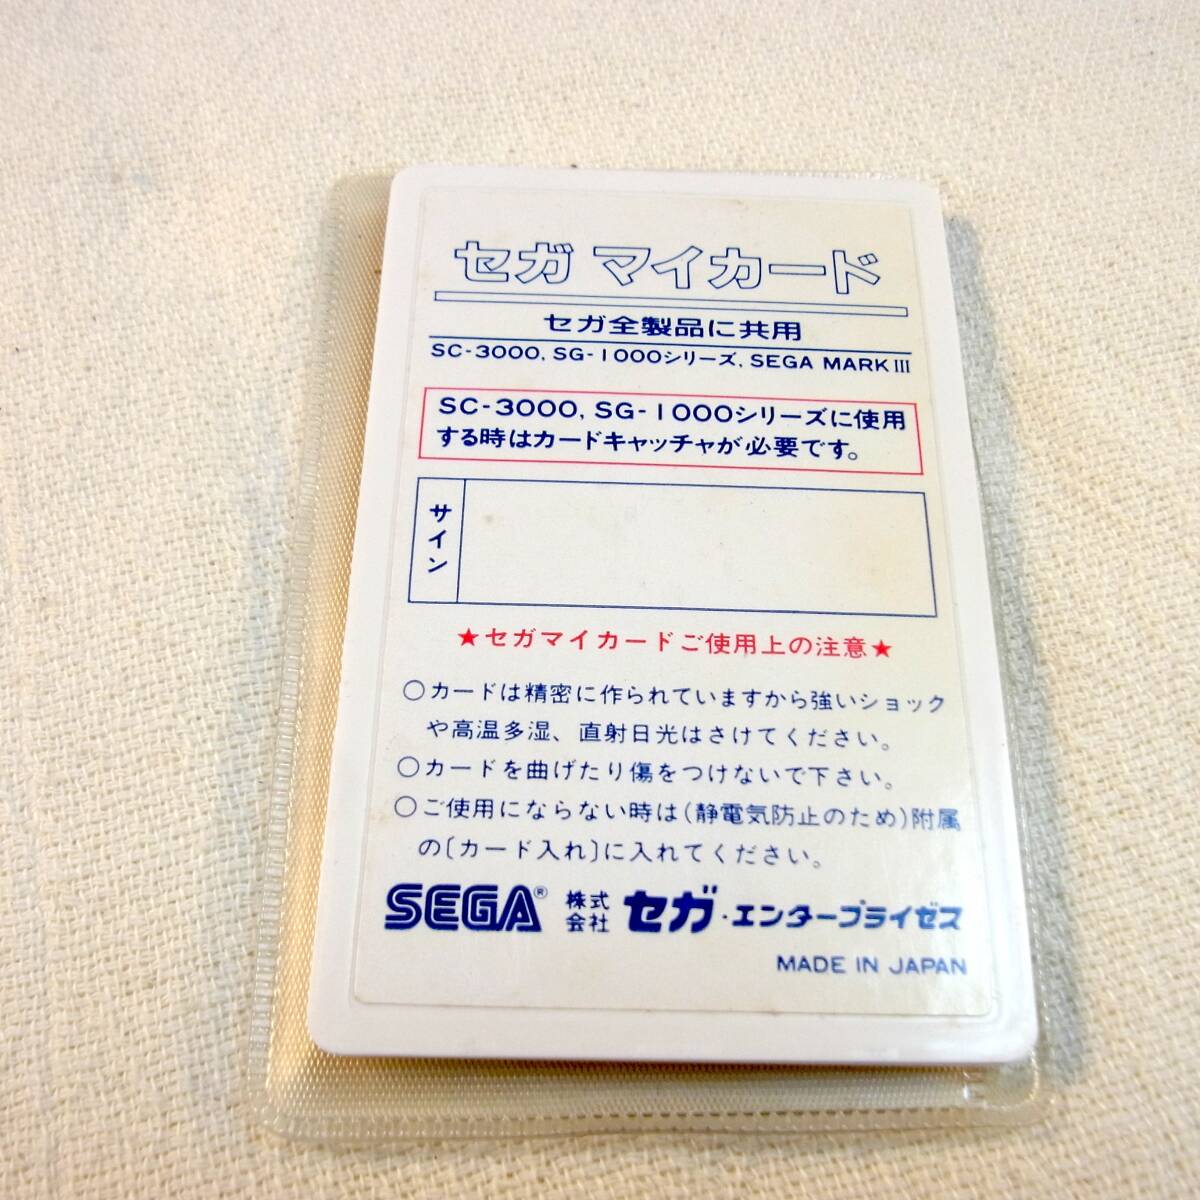 セガ マイカード
セガ全製品に共用
SC-3000, SG-1000シリーズ, SEGA MARK III
SC-3000, SG-1000シリーズに使用
する時はカードキャッチャが必要です。
サイン
★セガマイカードご使用上の注意★
○カードは精密に作られていますから強いショック
や高温多湿、直射日光はさけてください。
○カードを曲げたり傷をつけないで下さい。
○ご使用にならない時は(静電気防止のため)附属
の〔カード入れ〕に入れてください。
SEGA® 株式会社 セガ・エンタープライゼス
MADE IN JAPAN